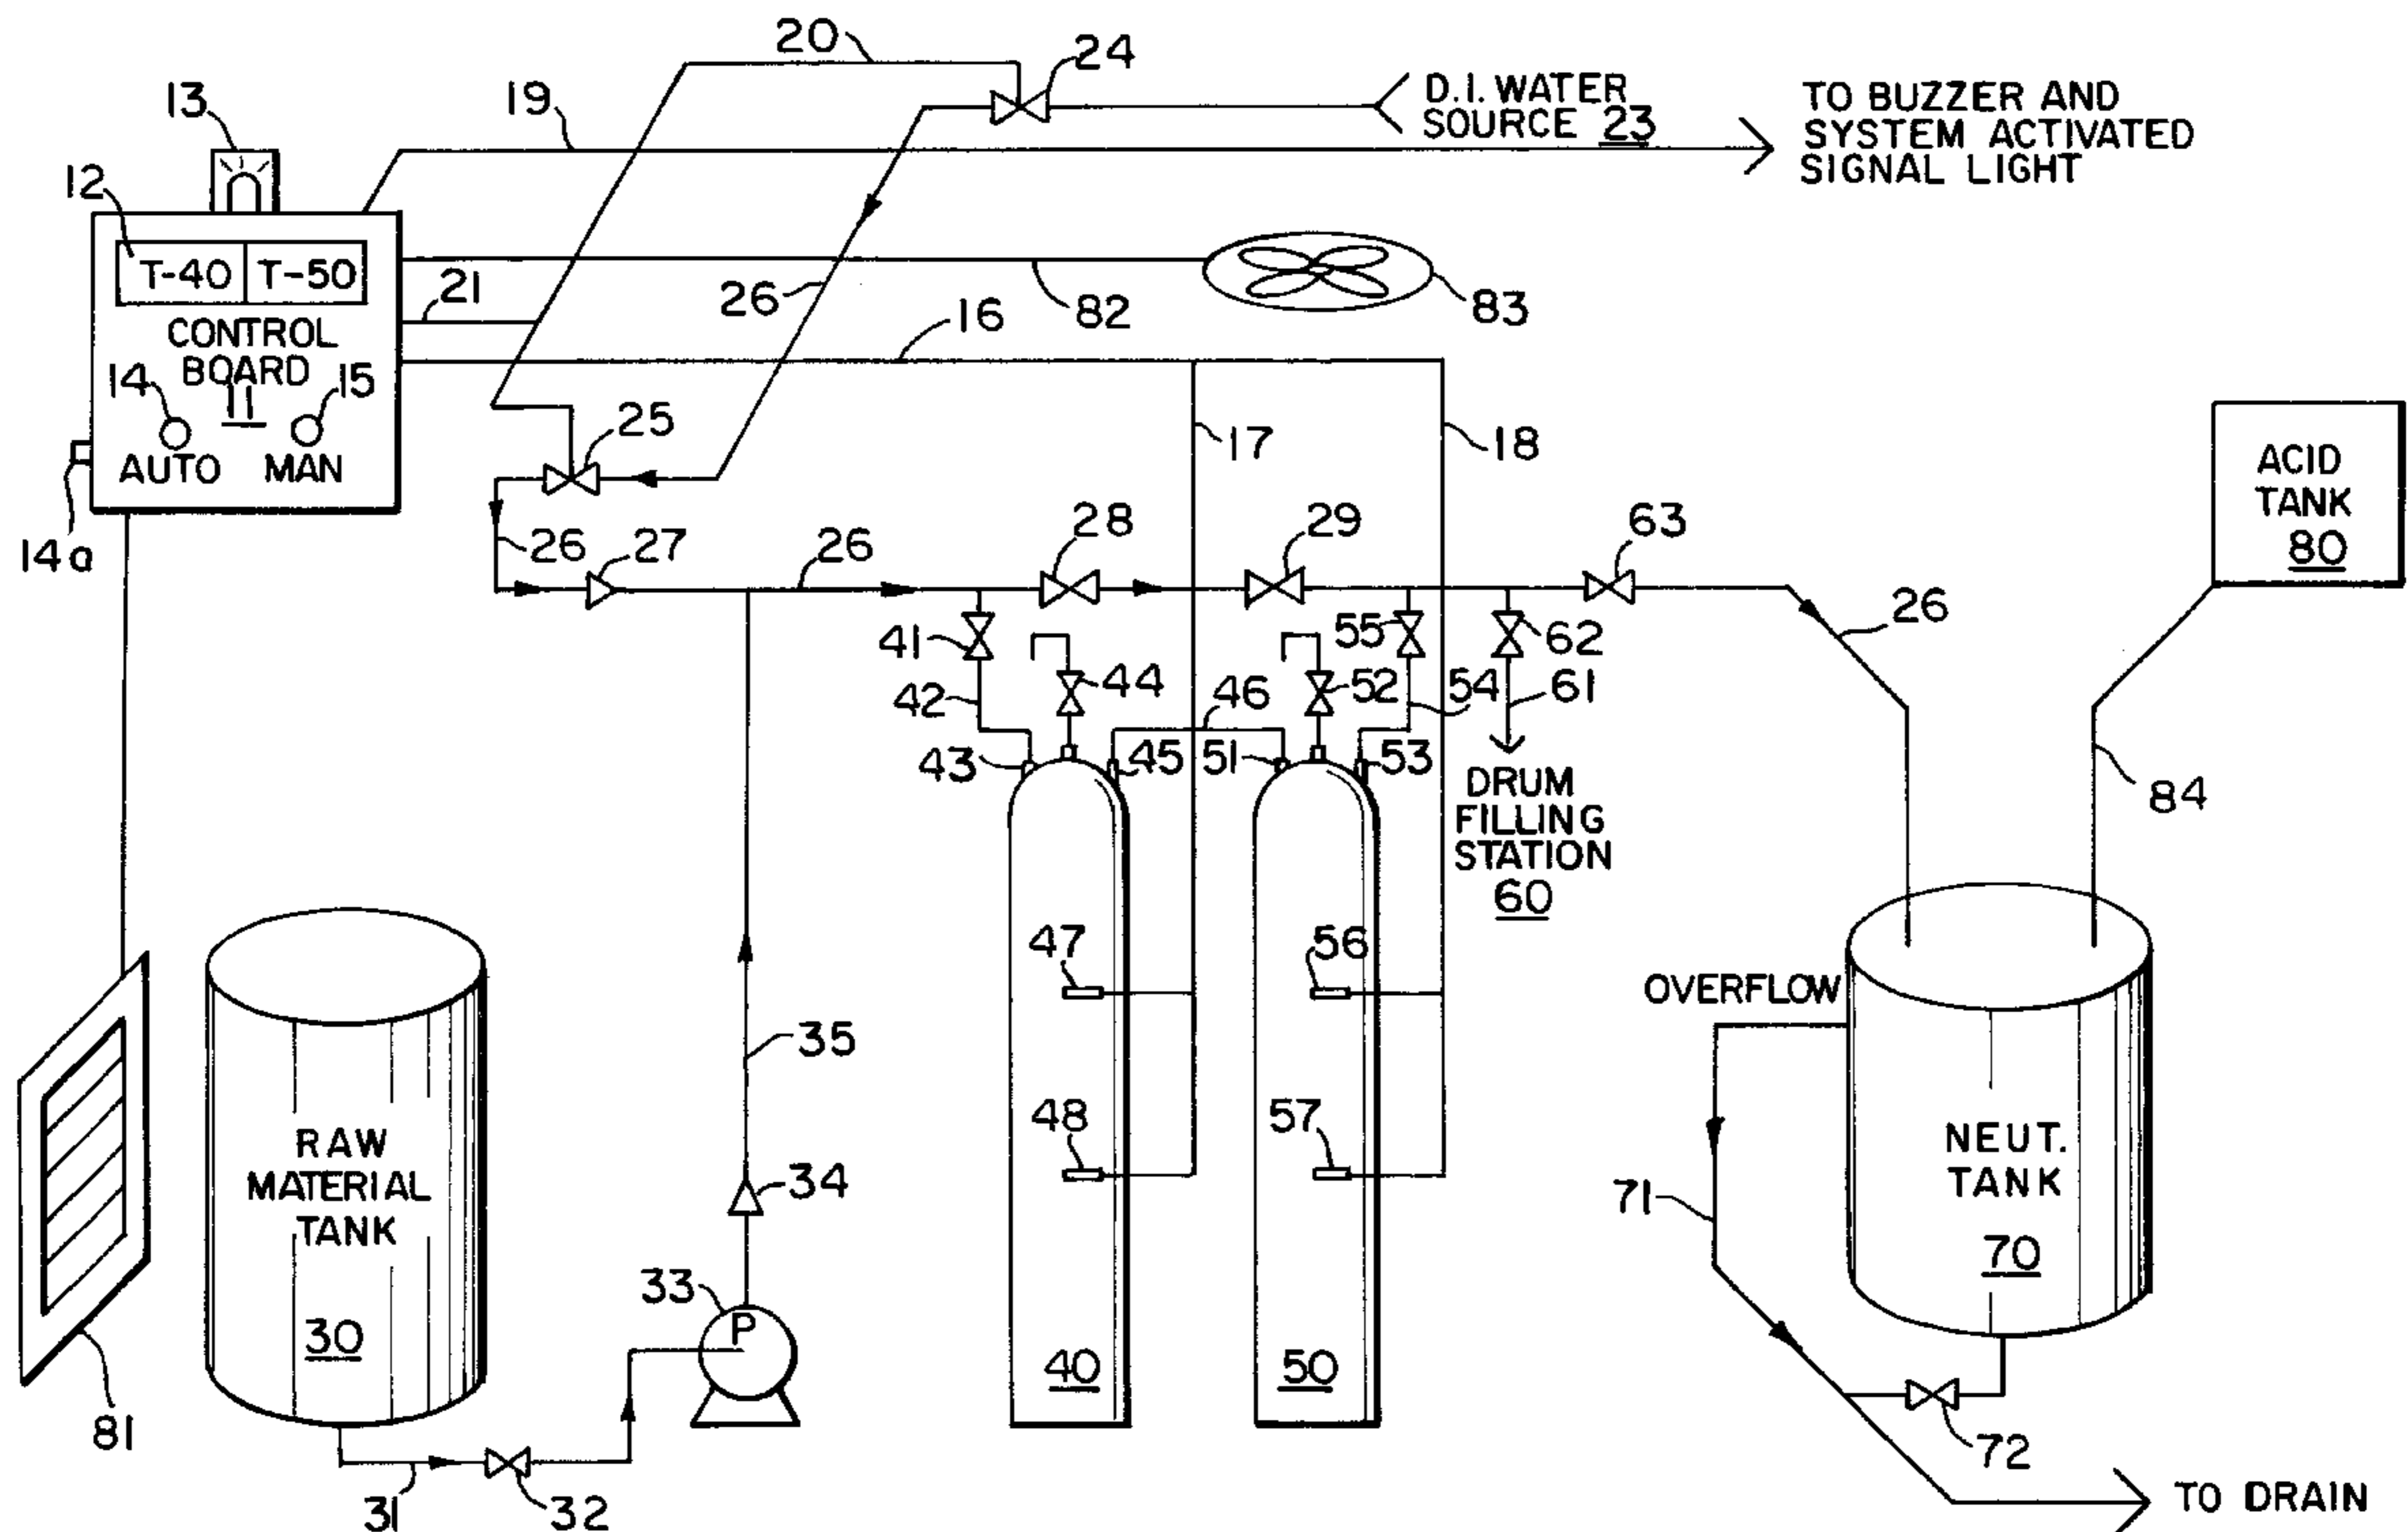 20
24
D.I. WATER
SOURCE 23
TO BUZZER AND
SYSTEM ACTIVATED
SIGNAL LIGHT
13
19
12
T-40 T-50
21
26
82
83
16
CONTROL
BOARD
11
14
15
AUTO MAN
14a
25
17
18
ACID
TANK
80
26
27
26
28
29
63
41
55
62
26
42
44
46
52
54
61
43
45
51
53
84
DRUM
FILLING
STATION
60
47
56
OVERFLOW
35
48
57
RAW
MATERIAL
TANK
30
34
71
NEUT.
TANK
70
33
P
40
50
81
72
31
32
TO DRAIN